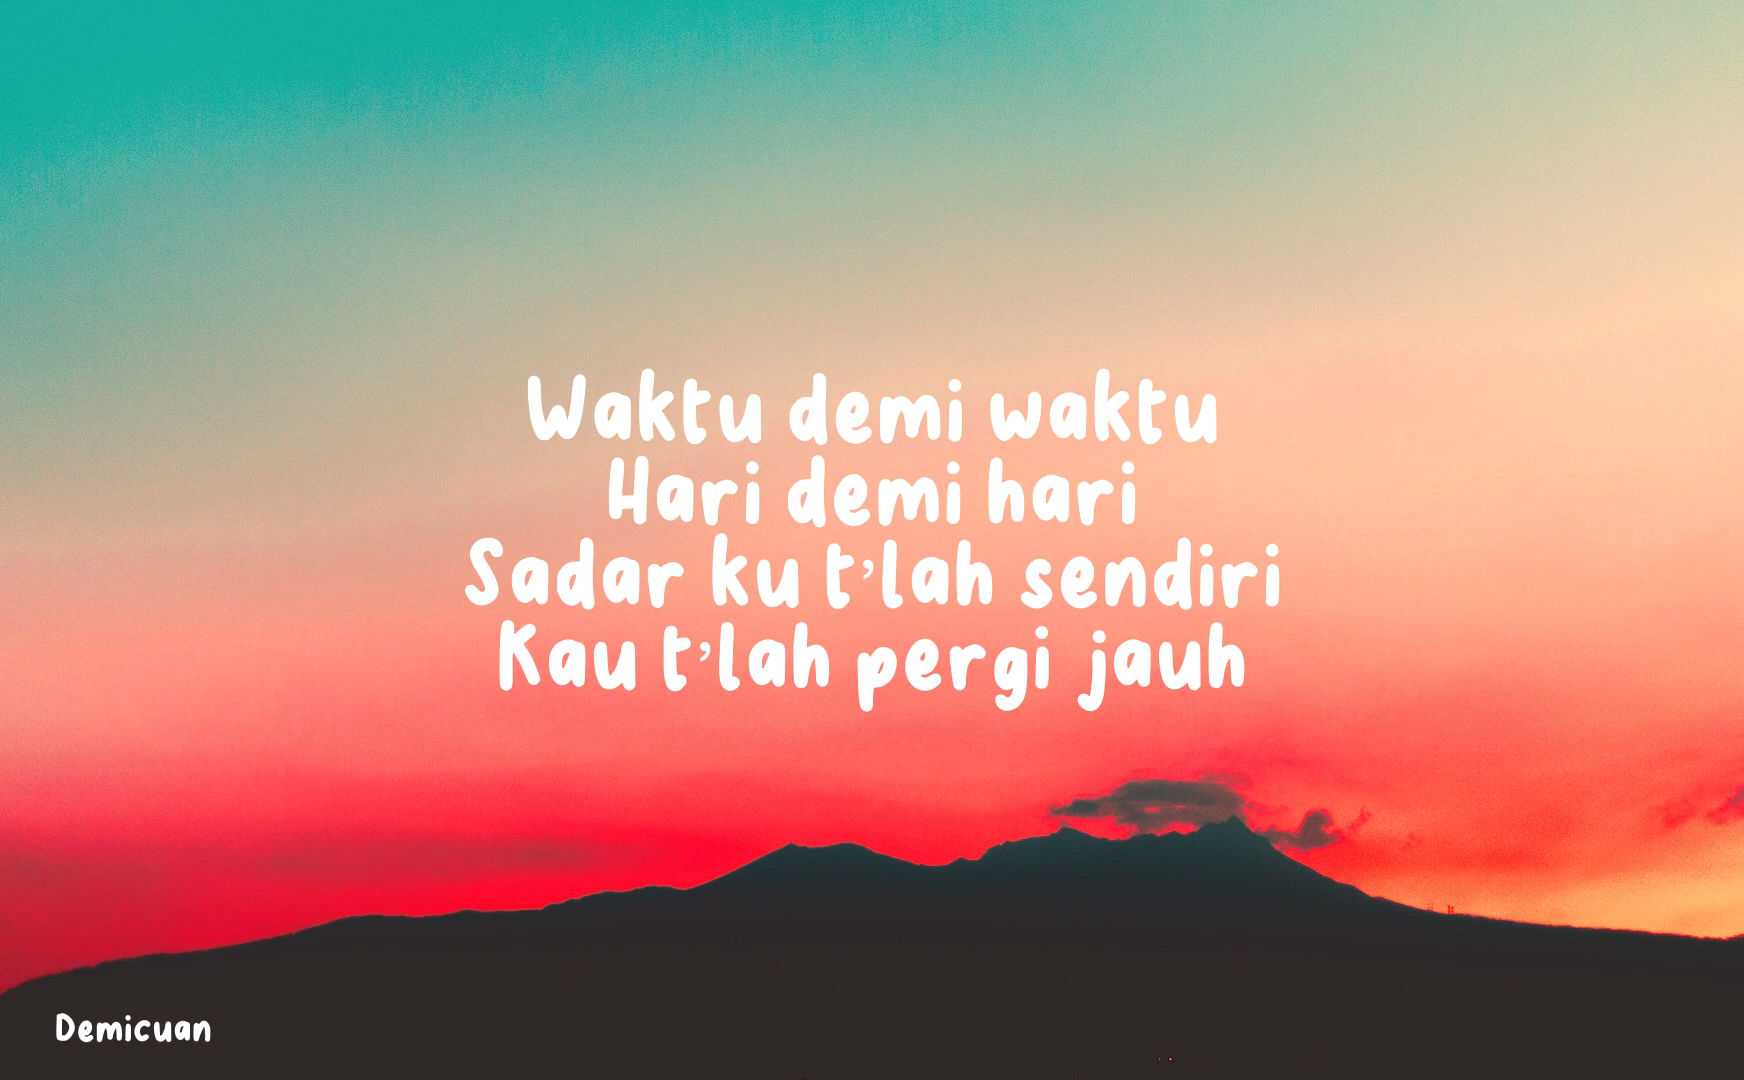 Waktu demi waktu
Hari demi hari
Sadar ku t'lah sendiri
Kau t'lah pergi jauh
Demicuan